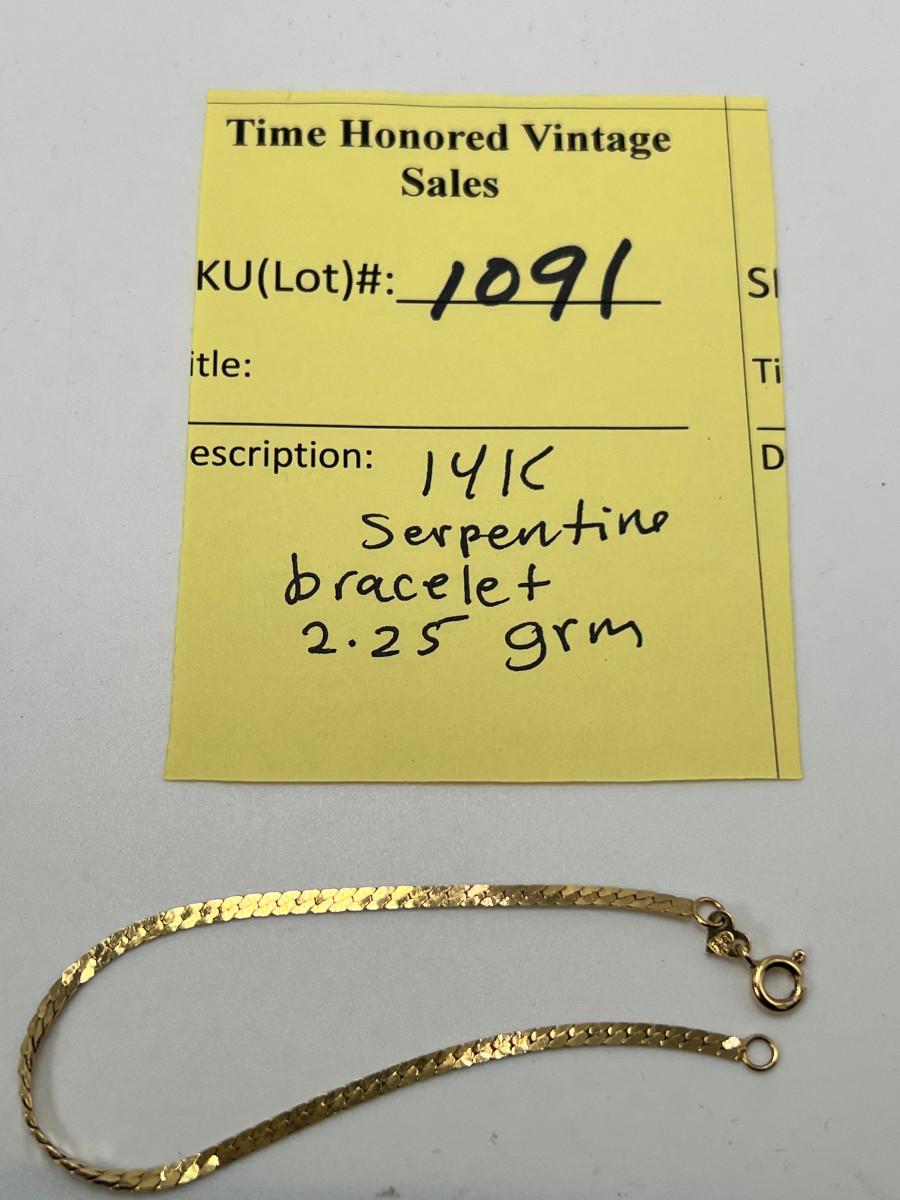 Time Honored Vintage
Sales
KU(Lot)#: 1091
itle:
escription: 14K
Serpentine
bracelet
2.25 grm
S
Ti
D